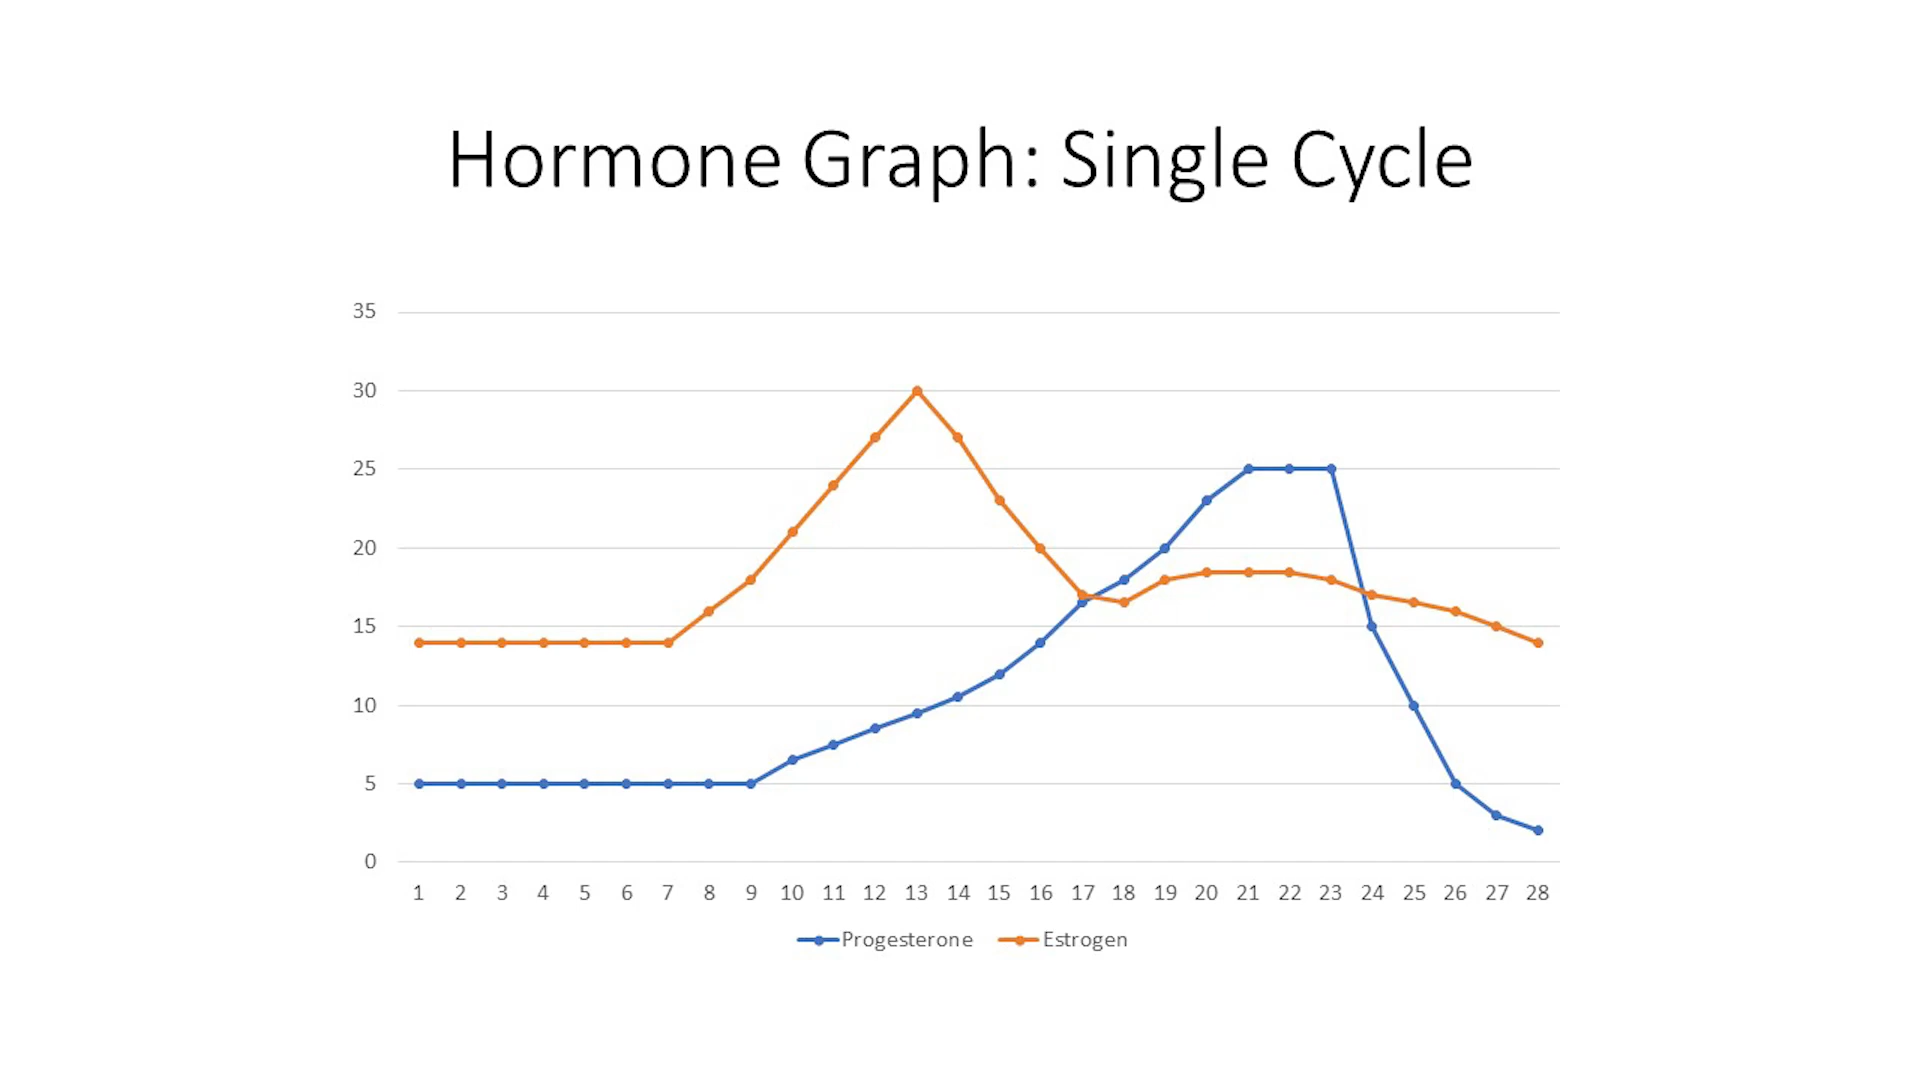 Hormone Graph: Single Cycle
35
30
25
20
15
10
5
0
1 2 3 4 5 6 7 8 9 10 11 12 13 14 15 16 17 18 19 20 21 22 23 24 25 26 27 28
Progesterone Estrogen